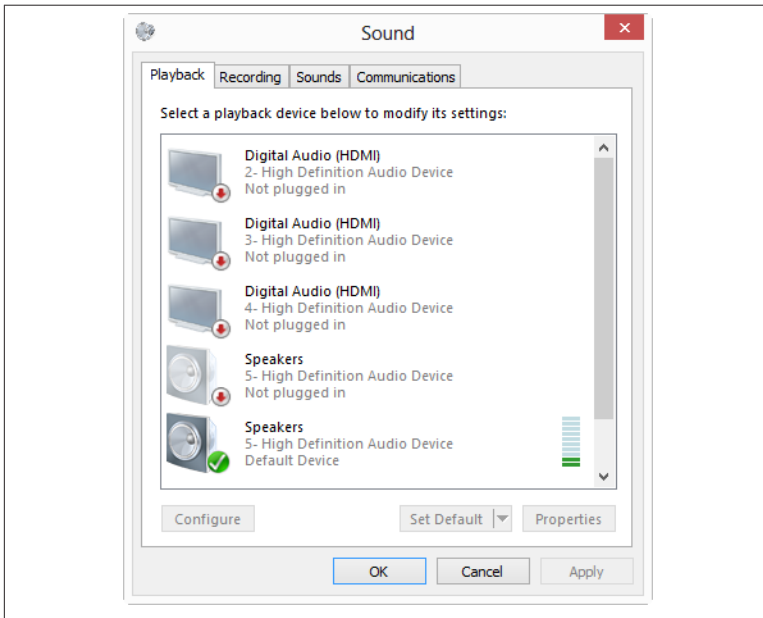 Sound
Playback Recording Sounds Communications
Select a playback device below to modify its settings:
Digital Audio (HDMI)
2- High Definition Audio Device
Not plugged in
Digital Audio (HDMI)
3- High Definition Audio Device
Not plugged in
Digital Audio (HDMI)
4- High Definition Audio Device
Not plugged in
Speakers
5- High Definition Audio Device
Not plugged in
Speakers
5- High Definition Audio Device
Default Device
Configure Set Default Properties
OK Cancel Apply